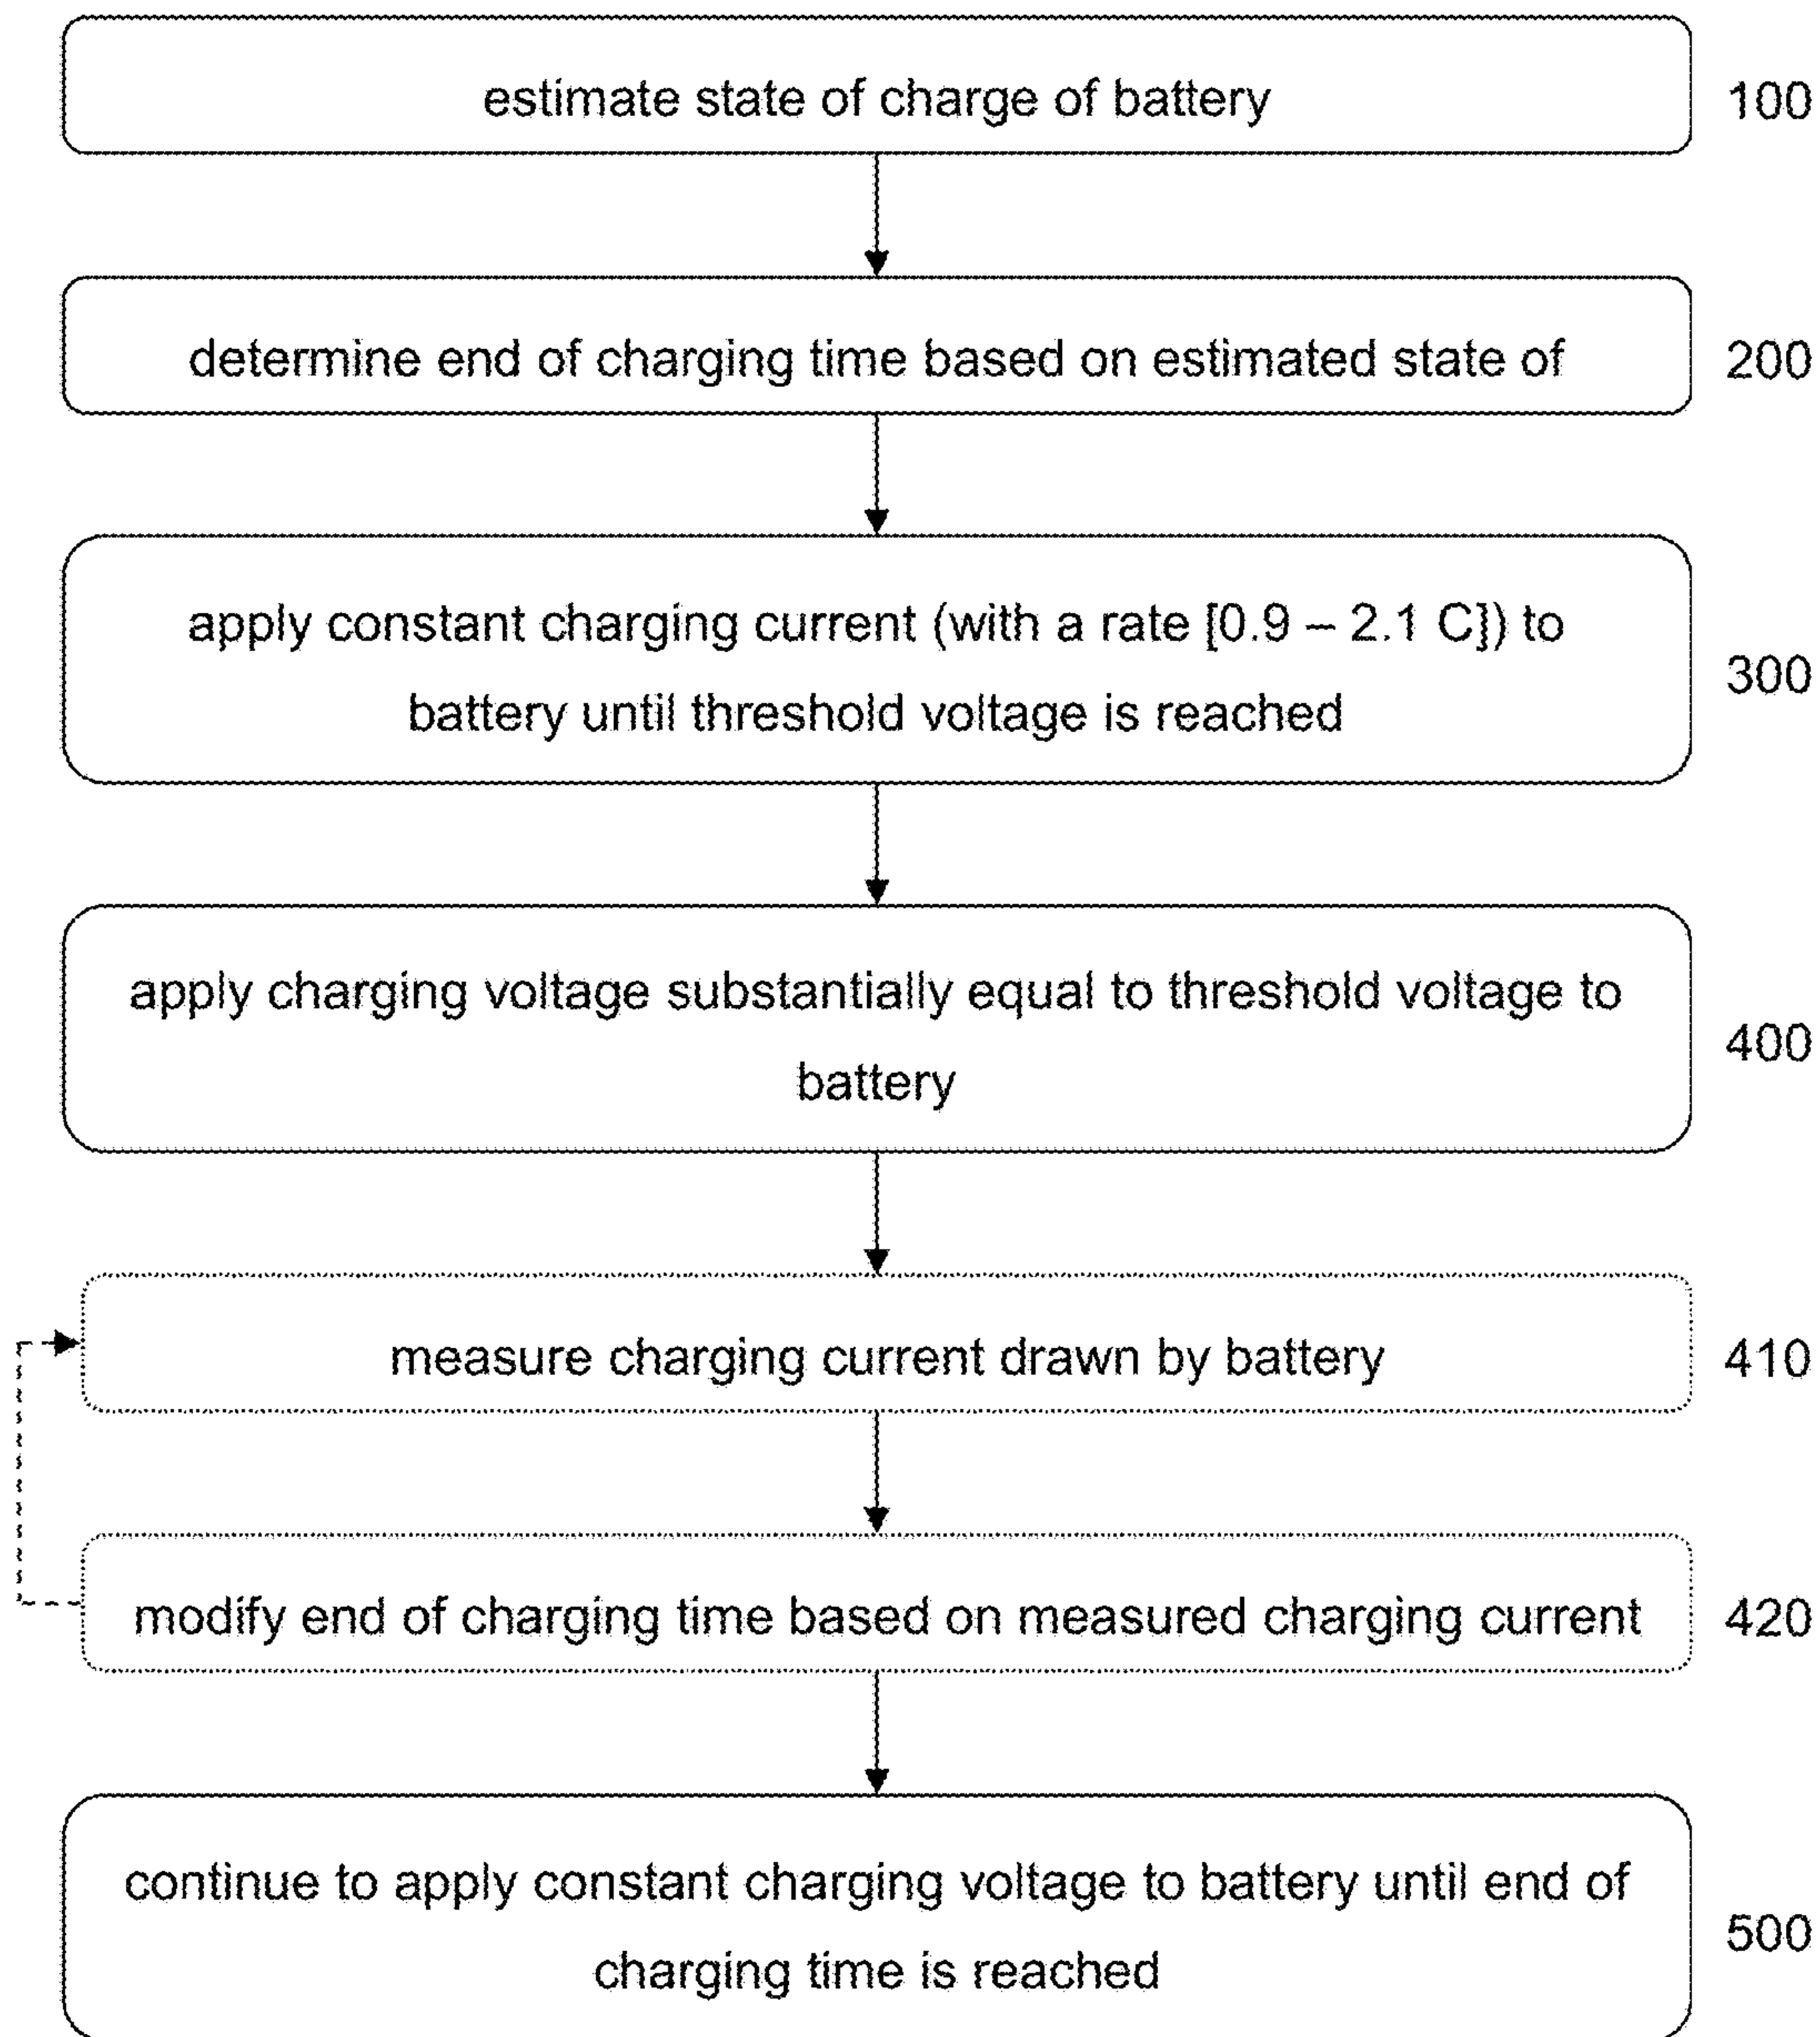 estimate state of charge of battery
100
determine end of charging time based on estimated state of
200
apply constant charging current (with a rate [0.9 – 2.1 C]) to
battery until threshold voltage is reached
300
apply charging voltage substantially equal to threshold voltage to
battery
400
measure charging current drawn by battery
410
modify end of charging time based on measured charging current
420
continue to apply constant charging voltage to battery until end of
charging time is reached
500